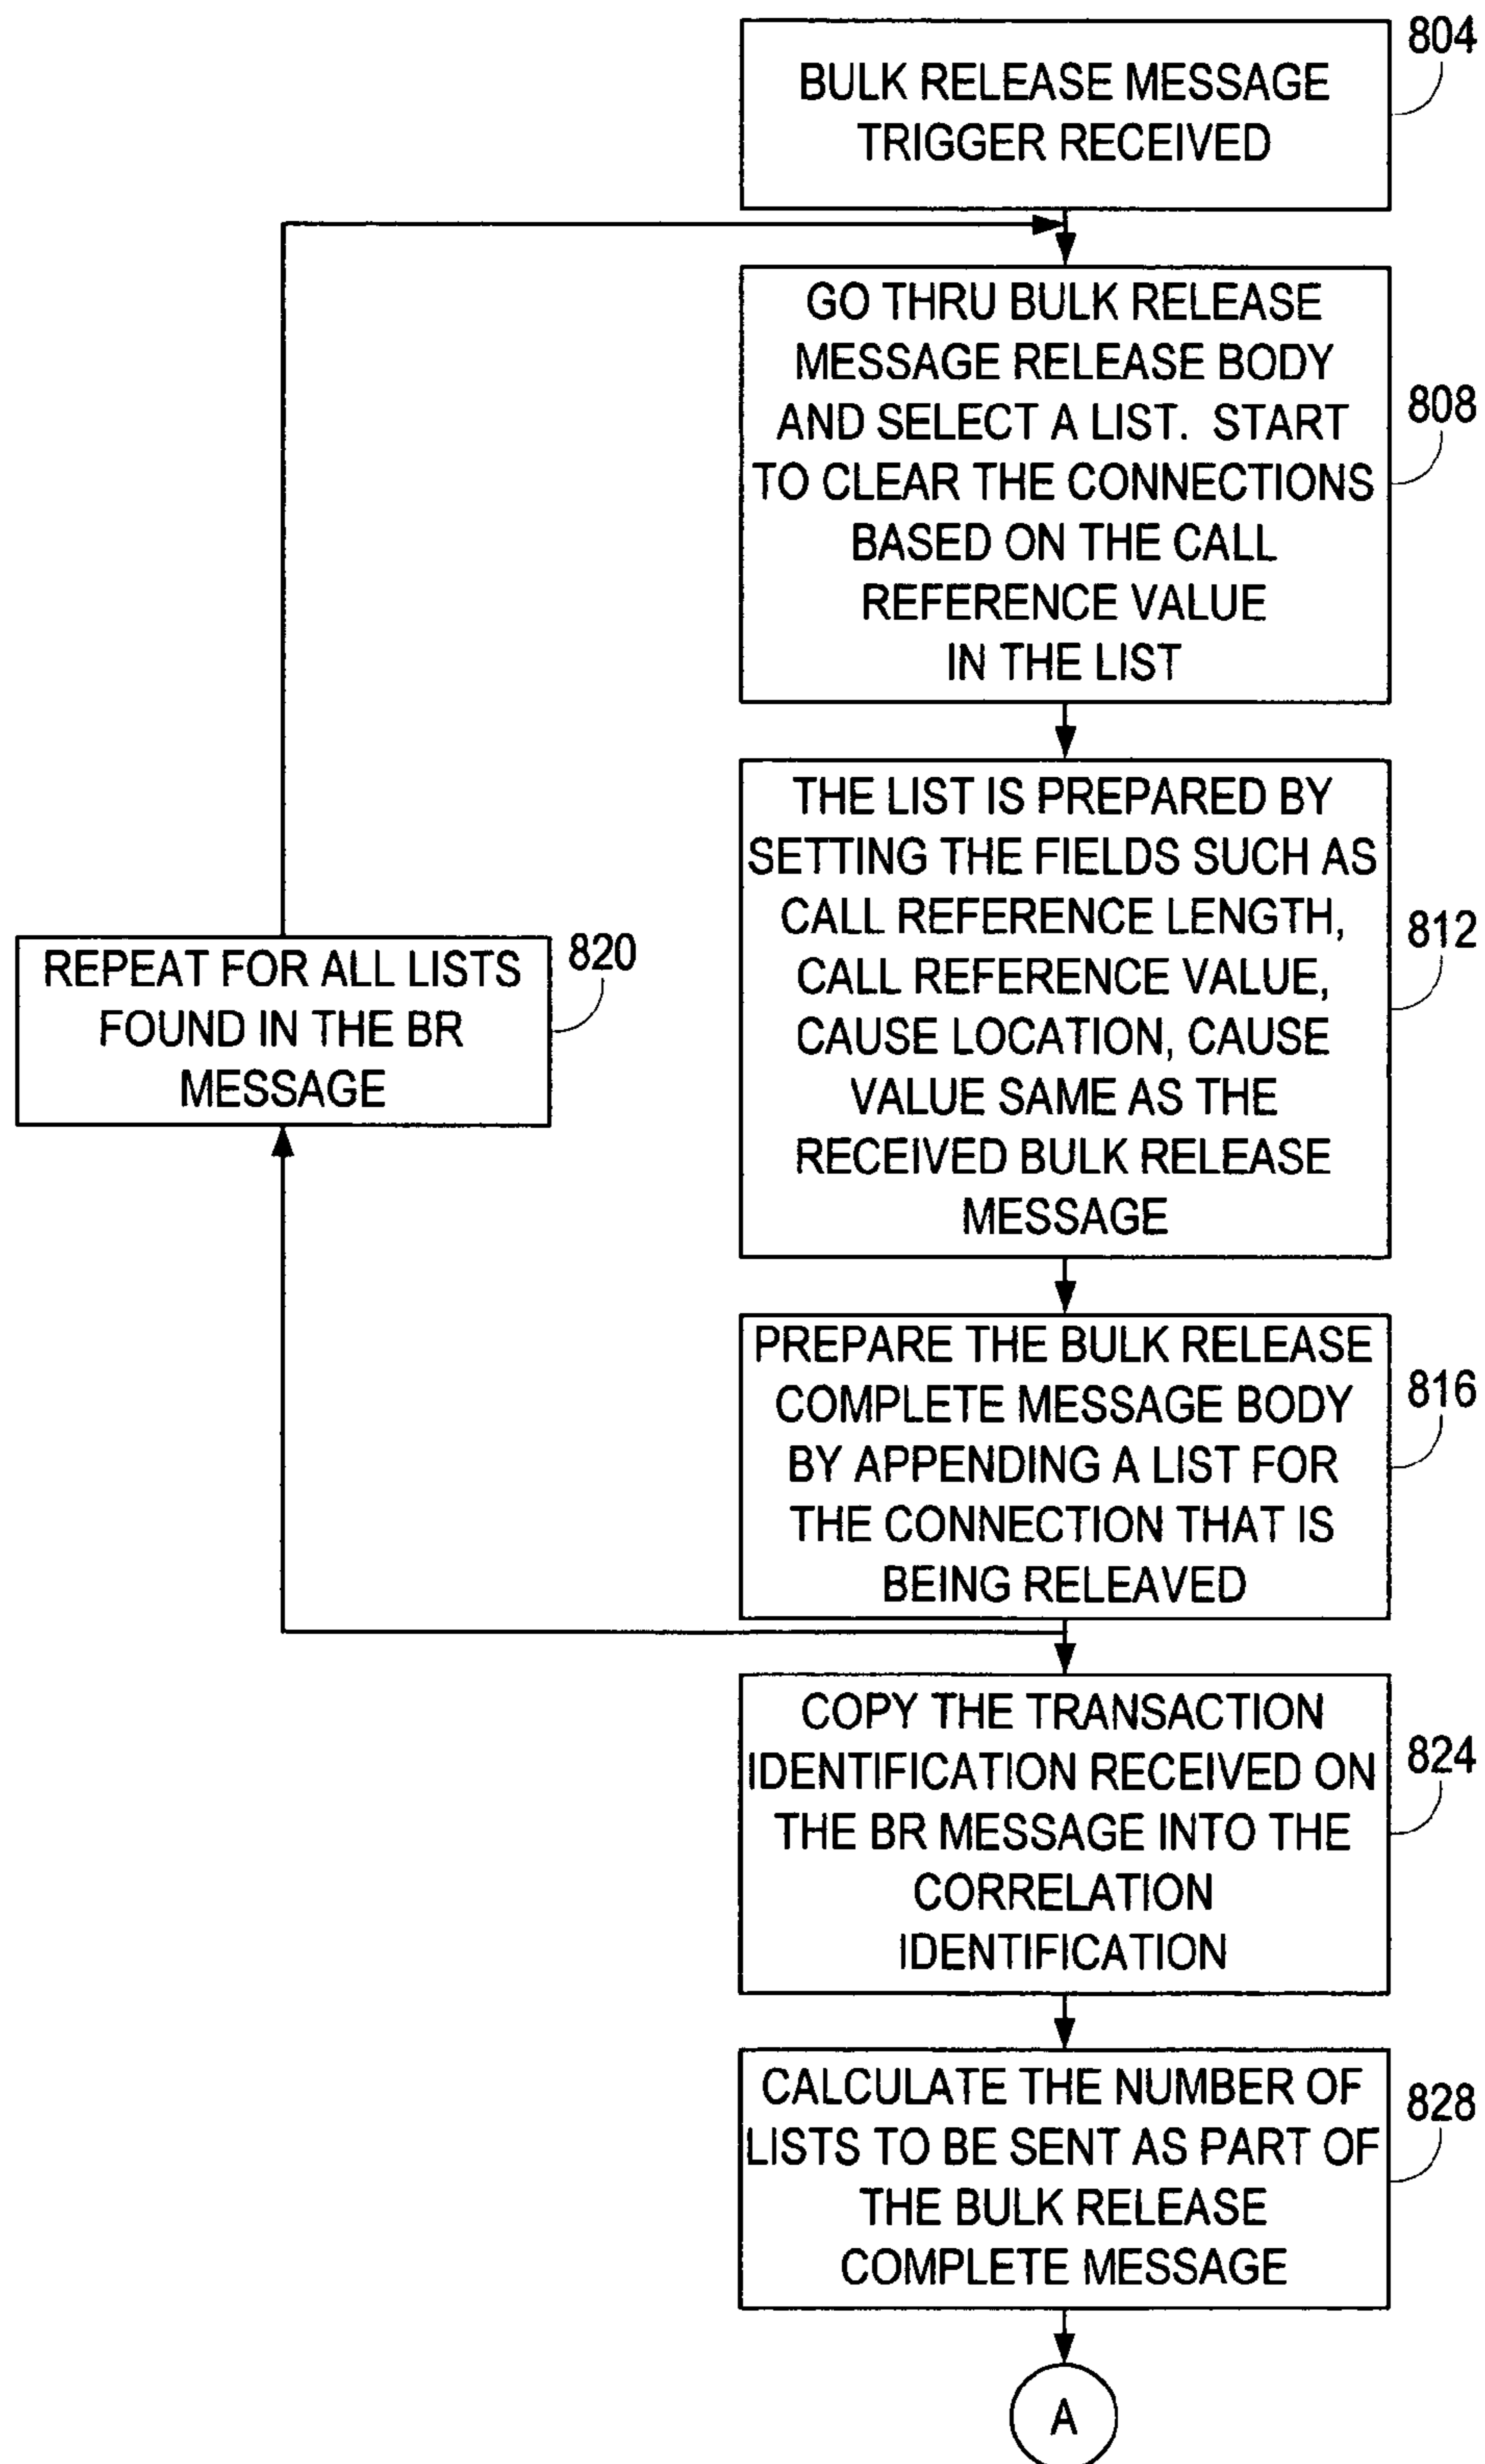 804
BULK RELEASE MESSAGE
TRIGGER RECEIVED
GO THRU BULK RELEASE
MESSAGE RELEASE BODY
AND SELECT A LIST. START
TO CLEAR THE CONNECTIONS
BASED ON THE CALL
REFERENCE VALUE
IN THE LIST
808
THE LIST IS PREPARED BY
SETTING THE FIELDS SUCH AS
CALL REFERENCE LENGTH,
CALL REFERENCE VALUE,
CAUSE LOCATION, CAUSE
VALUE SAME AS THE
RECEIVED BULK RELEASE
MESSAGE
812
REPEAT FOR ALL LISTS
FOUND IN THE BR
MESSAGE
820
PREPARE THE BULK RELEASE
COMPLETE MESSAGE BODY
BY APPENDING A LIST FOR
THE CONNECTION THAT IS
BEING RELEAVED
816
COPY THE TRANSACTION
IDENTIFICATION RECEIVED ON
THE BR MESSAGE INTO THE
CORRELATION
IDENTIFICATION
824
CALCULATE THE NUMBER OF
LISTS TO BE SENT AS PART OF
THE BULK RELEASE
COMPLETE MESSAGE
828
A